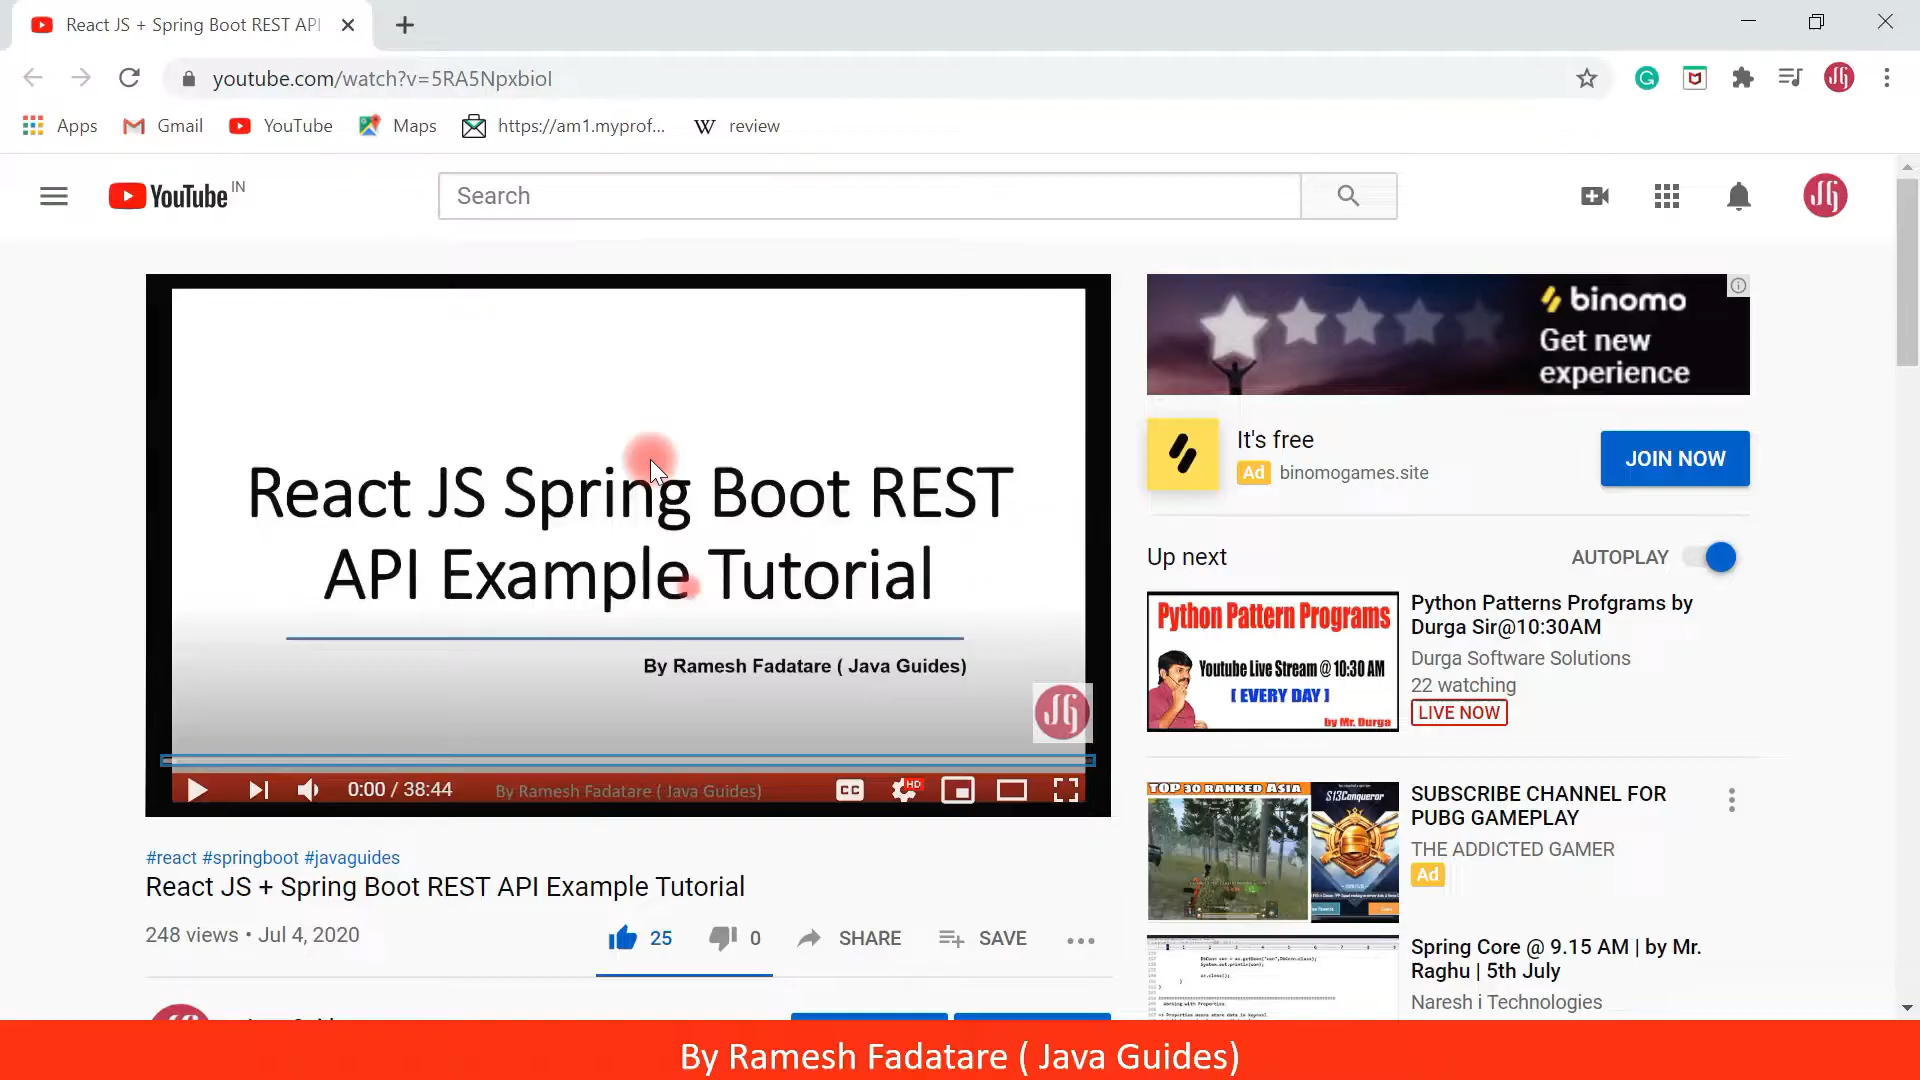 React JS + Spring Boot REST API
youtube.com/watch?v=5RA5NpxbioI
Apps Gmail YouTube Maps https://am1.myprof... W review
YouTube IN
Search
React JS Spring Boot REST
API Example Tutorial
By Ramesh Fadatare ( Java Guides)
JG
0:00 / 38:44 By Ramesh Fadatare ( Java Guides) CC HD
#react #springboot #javaguides
React JS + Spring Boot REST API Example Tutorial
248 views • Jul 4, 2020
25 0 SHARE SAVE
binomo
Get new
experience
It's free
Ad binomogames.site
JOIN NOW
Up next
AUTOPLAY
Python Pattern Programs
Youtube Live Stream @ 10:30 AM
[ EVERY DAY ]
by Mr. Durga
Python Patterns Profgrams by
Durga Sir@10:30AM
Durga Software Solutions
22 watching
LIVE NOW
TOP 30 RANKED ASIA
S13 Conqueror
SUBSCRIBE CHANNEL FOR
PUBG GAMEPLAY
THE ADDICTED GAMER
Ad
Spring Core @ 9.15 AM | by Mr.
Raghu | 5th July
Naresh i Technologies
By Ramesh Fadatare ( Java Guides)